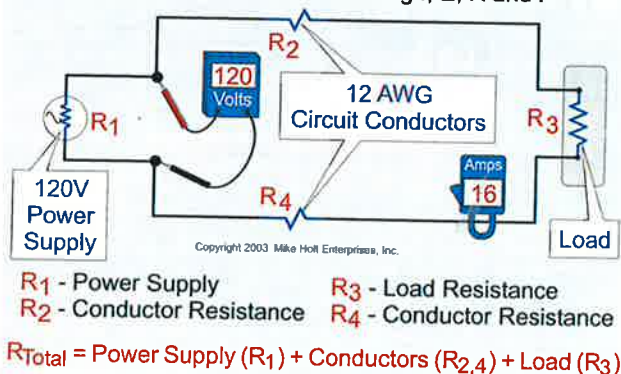 R2
120
Volts
R1
12 AWG
Circuit Conductors
R3
120V
Power
Supply
R4
Amps
16
Load
Copyright 2003 Mike Holt Enterprises, Inc.
R1 - Power Supply
R3 - Load Resistance
R2 - Conductor Resistance
R4 - Conductor Resistance
RTotal = Power Supply (R1) + Conductors (R2,4) + Load (R3)